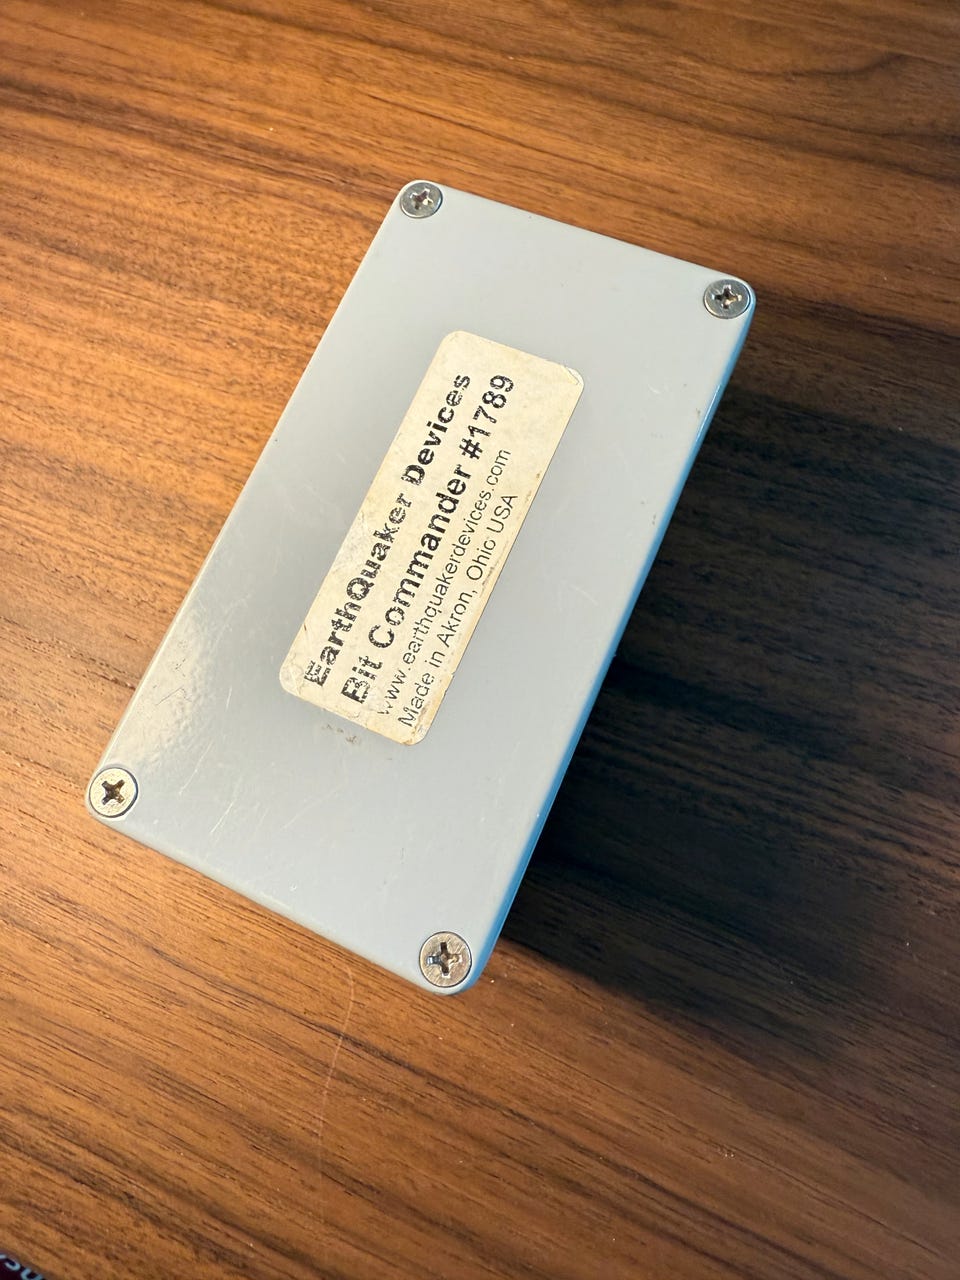 EarthQuaker Devices
Bit Commander #1789
www.earthquakerdevices.com
Made in Akron, Ohio USA